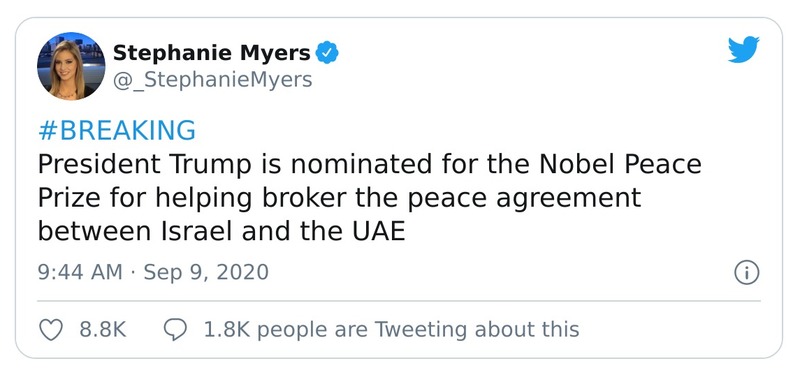 Stephanie Myers
@_StephanieMyers
#BREAKING
President Trump is nominated for the Nobel Peace
Prize for helping broker the peace agreement
between Israel and the UAE
9:44 AM · Sep 9, 2020
8.8K 1.8K people are Tweeting about this